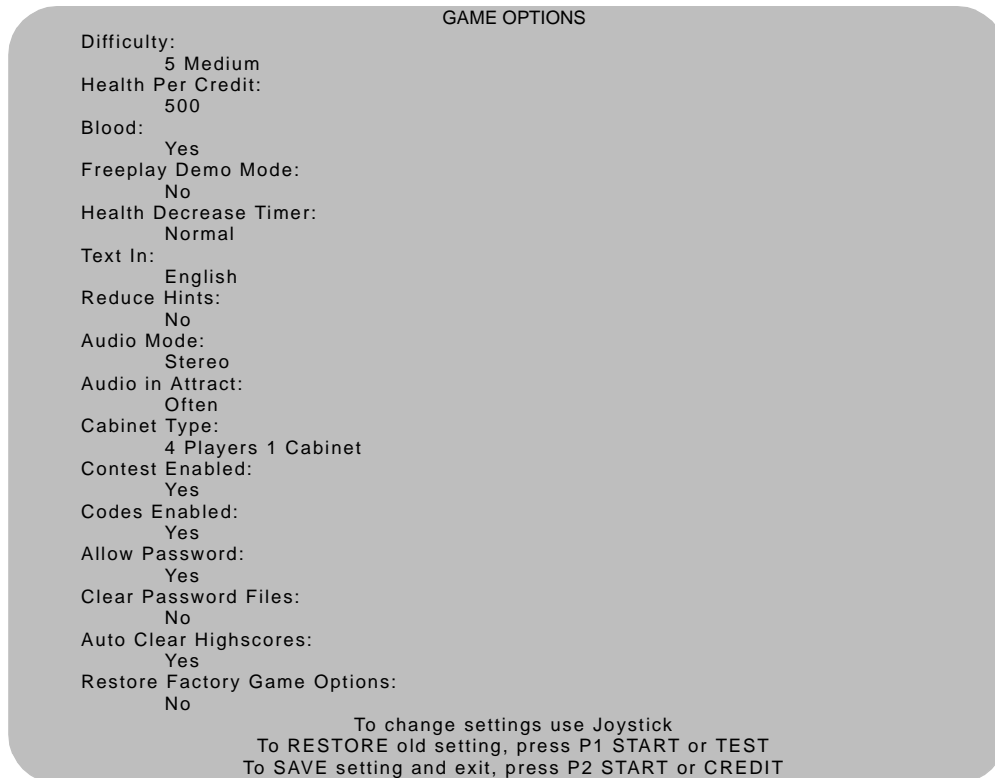 GAME OPTIONS
Difficulty:
5 Medium
Health Per Credit:
500
Blood:
Yes
Freeplay Demo Mode:
No
Health Decrease Timer:
Normal
Text In:
English
Reduce Hints:
No
Audio Mode:
Stereo
Audio in Attract:
Often
Cabinet Type:
4 Players 1 Cabinet
Contest Enabled:
Yes
Codes Enabled:
Yes
Allow Password:
Yes
Clear Password Files:
No
Auto Clear Highscores:
Yes
Restore Factory Game Options:
No
To change settings use Joystick
To RESTORE old setting, press P1 START or TEST
To SAVE setting and exit, press P2 START or CREDIT